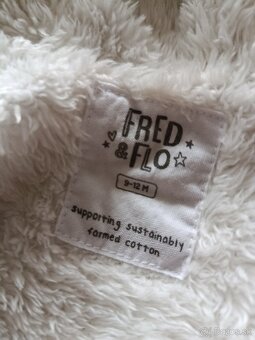 FRED
& FLO
9-12 M
supporting sustainably
farmed cotton